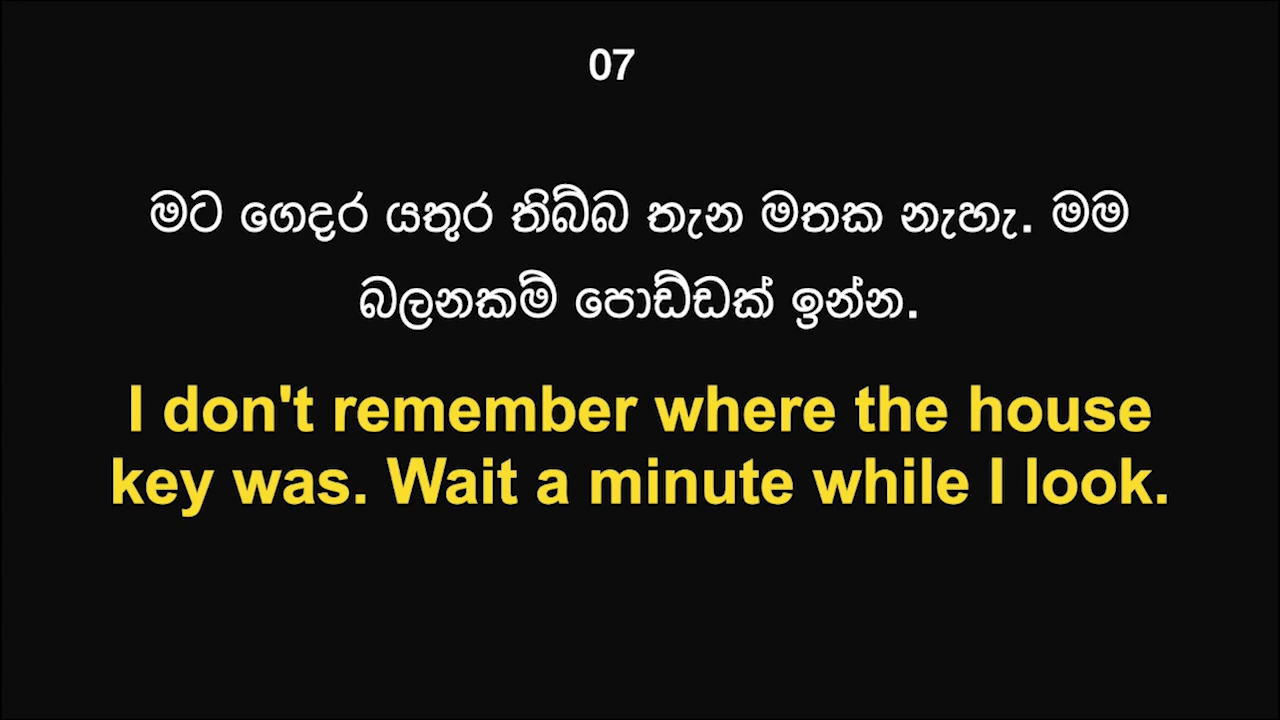 07
මට ගෙදර යතුර තිබ්බ තැන මතක නැහැ. මම
බලනකම් පොඩ්ඩක් ඉන්න.
I don't remember where the house
key was. Wait a minute while I look.